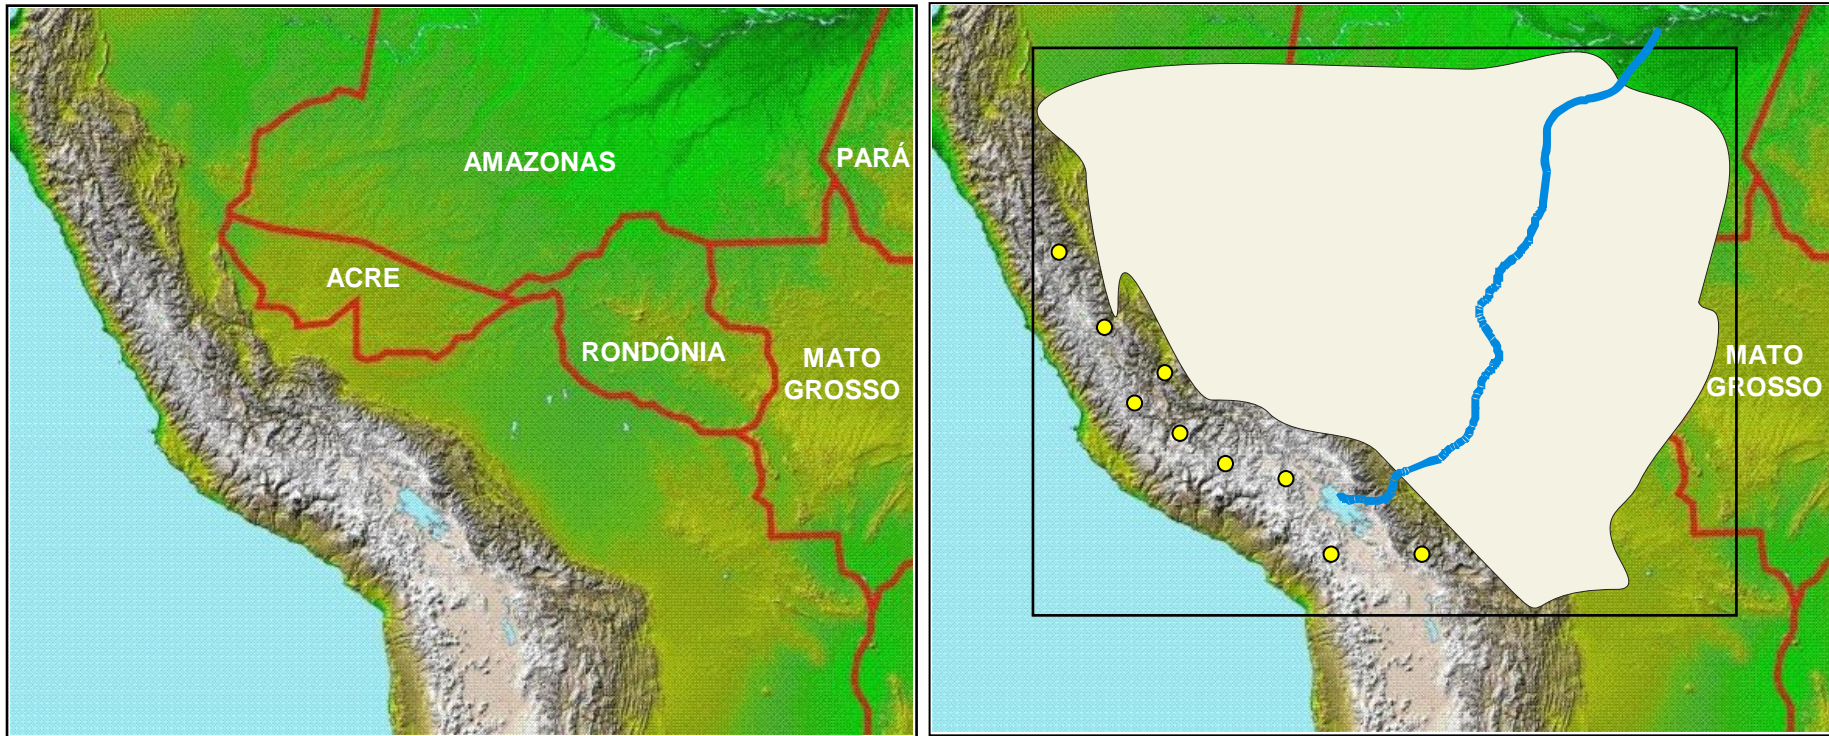 AMAZONAS
PARÁ
ACRE
RONDÔNIA
MATO
GROSSO
MATO
GROSSO